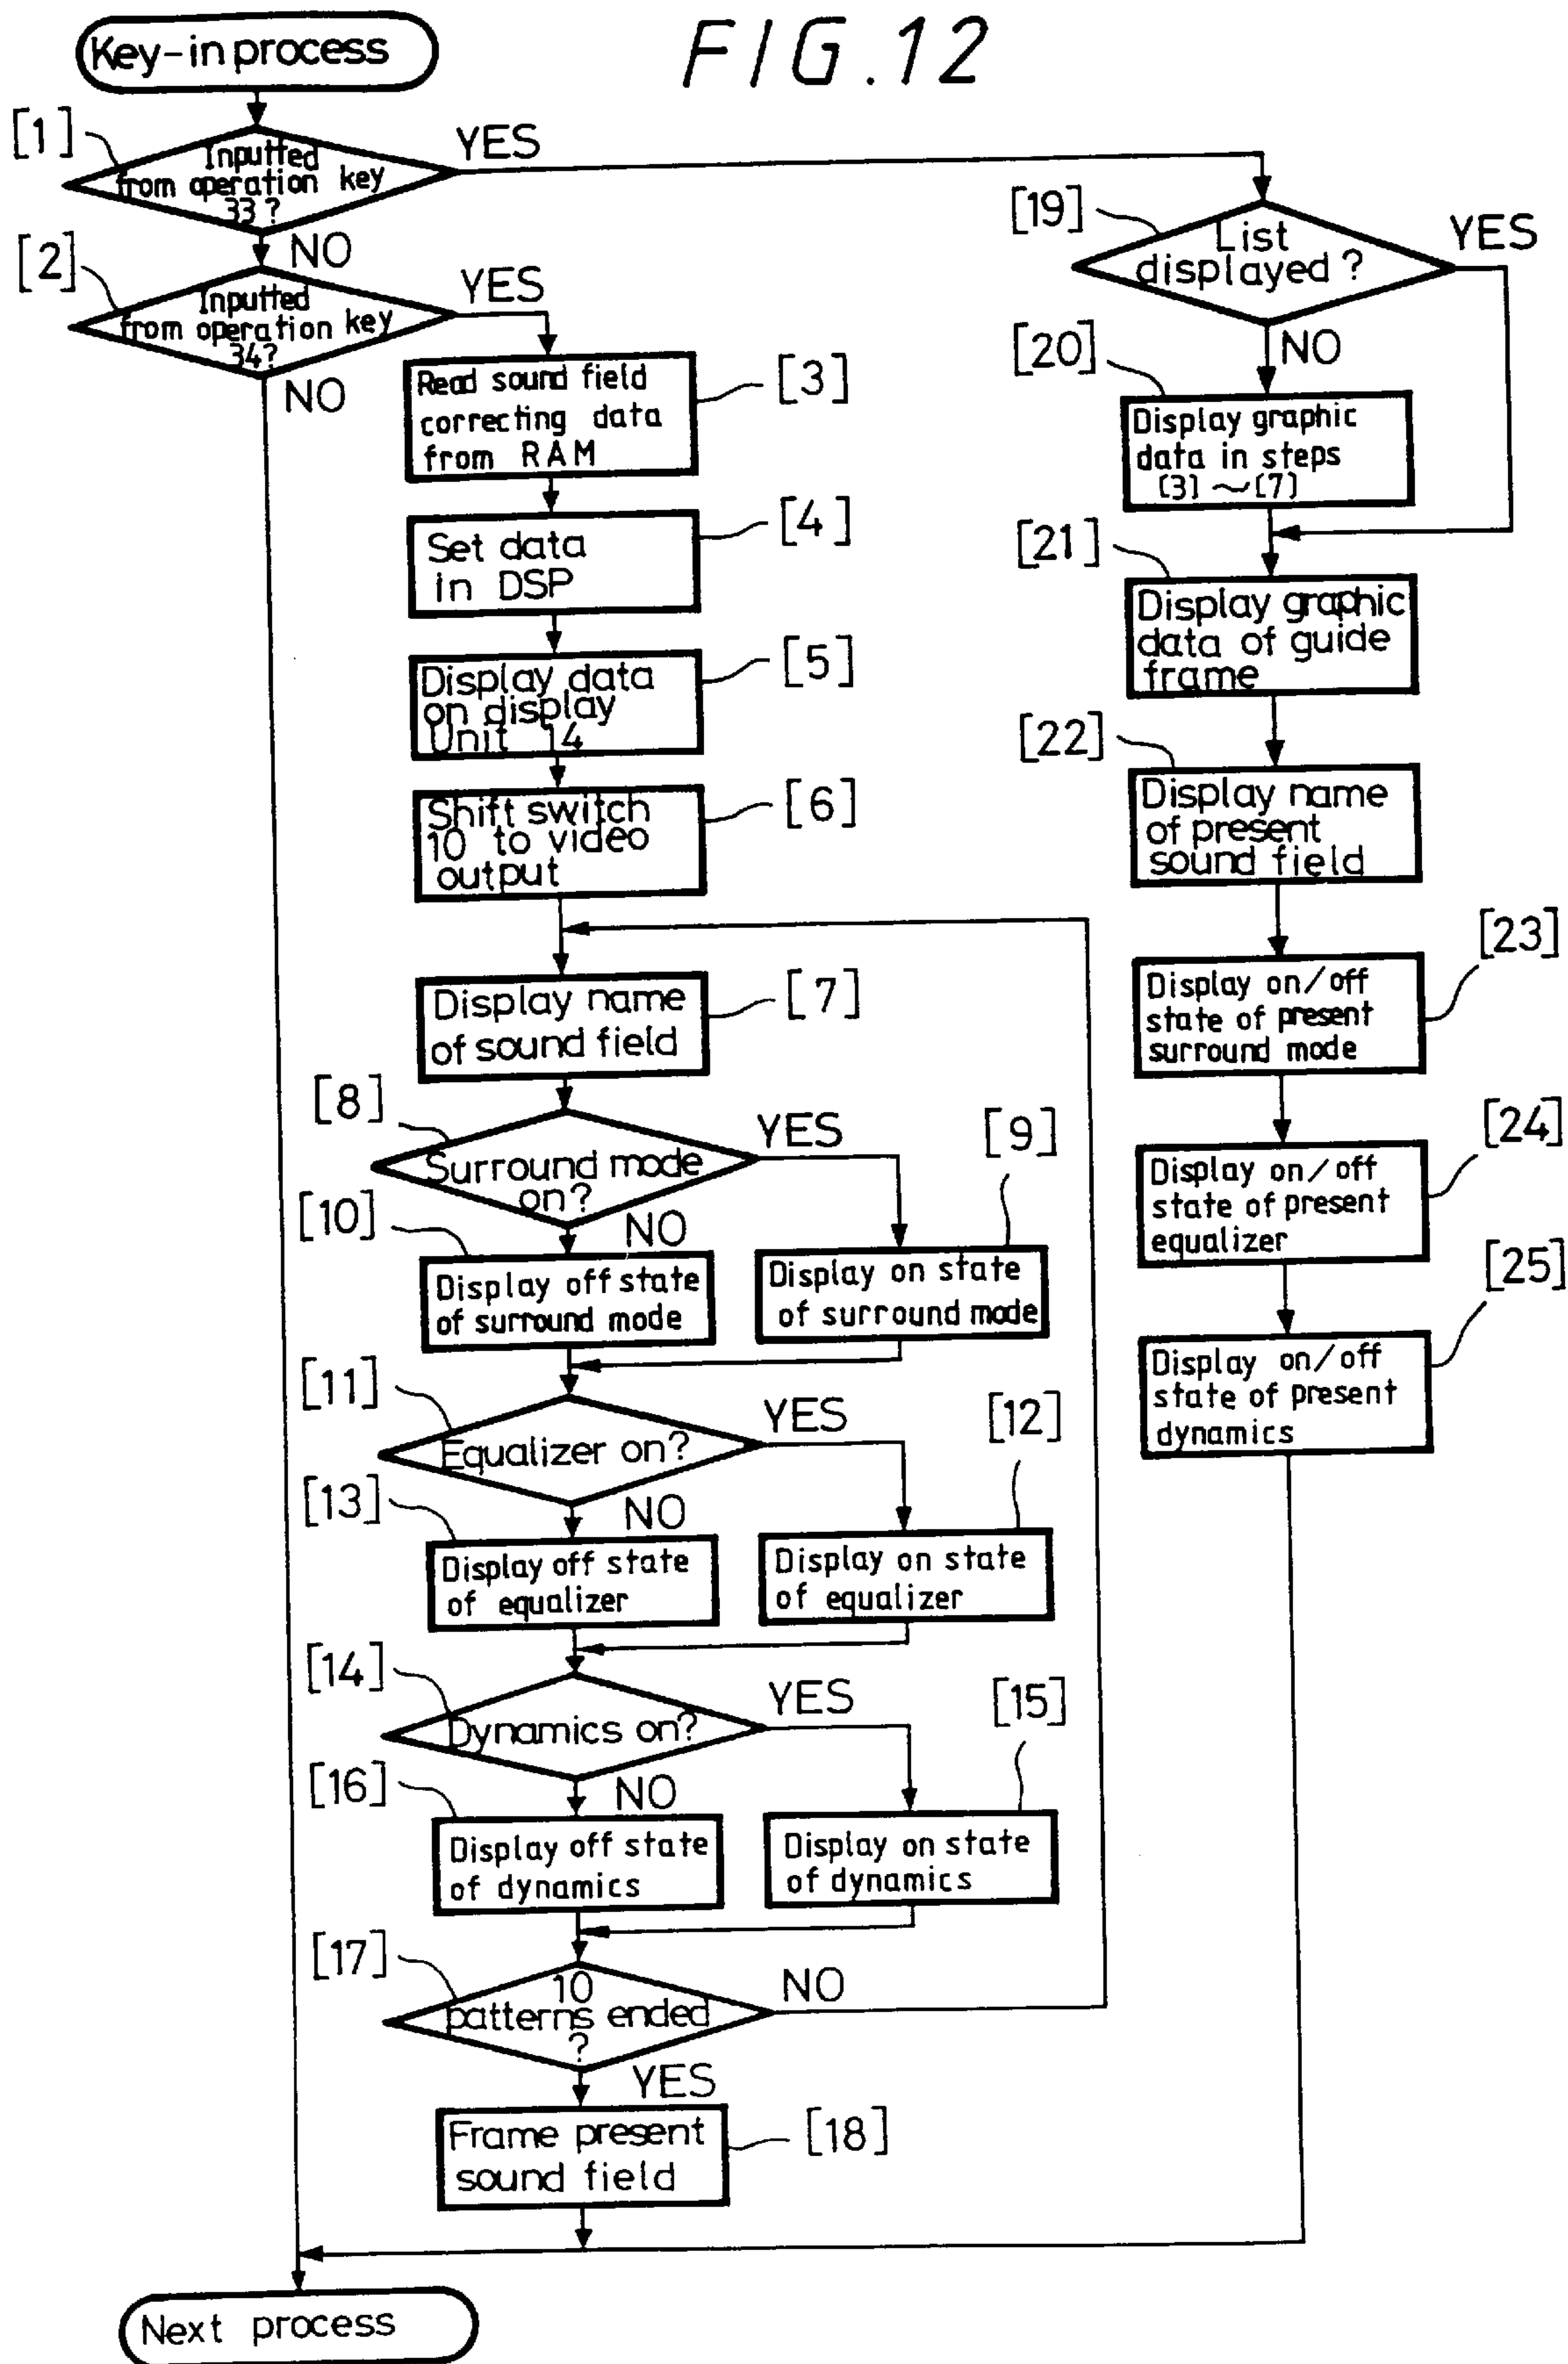 FIG.12
Key-in process
[1]
Inputted
from operation key
33?
YES
NO
[2]
Inputted
from operation key
34?
YES
NO
Read sound field
correcting data
from RAM
[3]
Set data
in DSP
[4]
Display data
on display
Unit 14
[5]
Shift switch
10 to video
output
[6]
Display name
of sound field
[7]
[8]
Surround mode
on?
YES
NO
[9]
Display on state
of surround mode
[10]
Display off state
of surround mode
[11]
Equalizer on?
YES
NO
[12]
Display on state
of equalizer
[13]
Display off state
of equalizer
[14]
Dynamics on?
YES
NO
[15]
Display on state
of dynamics
[16]
Display off state
of dynamics
[17]
10
patterns ended
?
NO
YES
Frame present
sound field
[18]
[19]
List
displayed?
YES
NO
[20]
Display graphic
data in steps
[3]~[7]
[21]
Display graphic
data of guide
frame
[22]
Display name
of present
sound field
[23]
Display on/off
state of present
surround mode
[24]
Display on/off
state of present
equalizer
[25]
Display on/off
state of present
dynamics
Next process